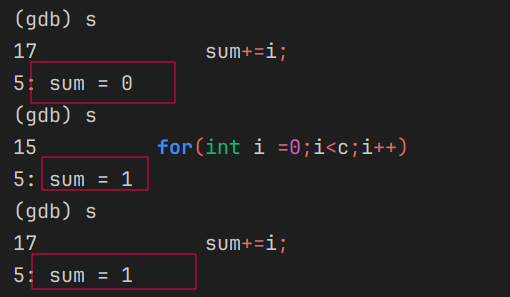 (gdb) s
17              sum+=i;
5: sum = 0
(gdb) s
15          for(int i =0;i<c;i++)
5: sum = 1
(gdb) s
17              sum+=i;
5: sum = 1